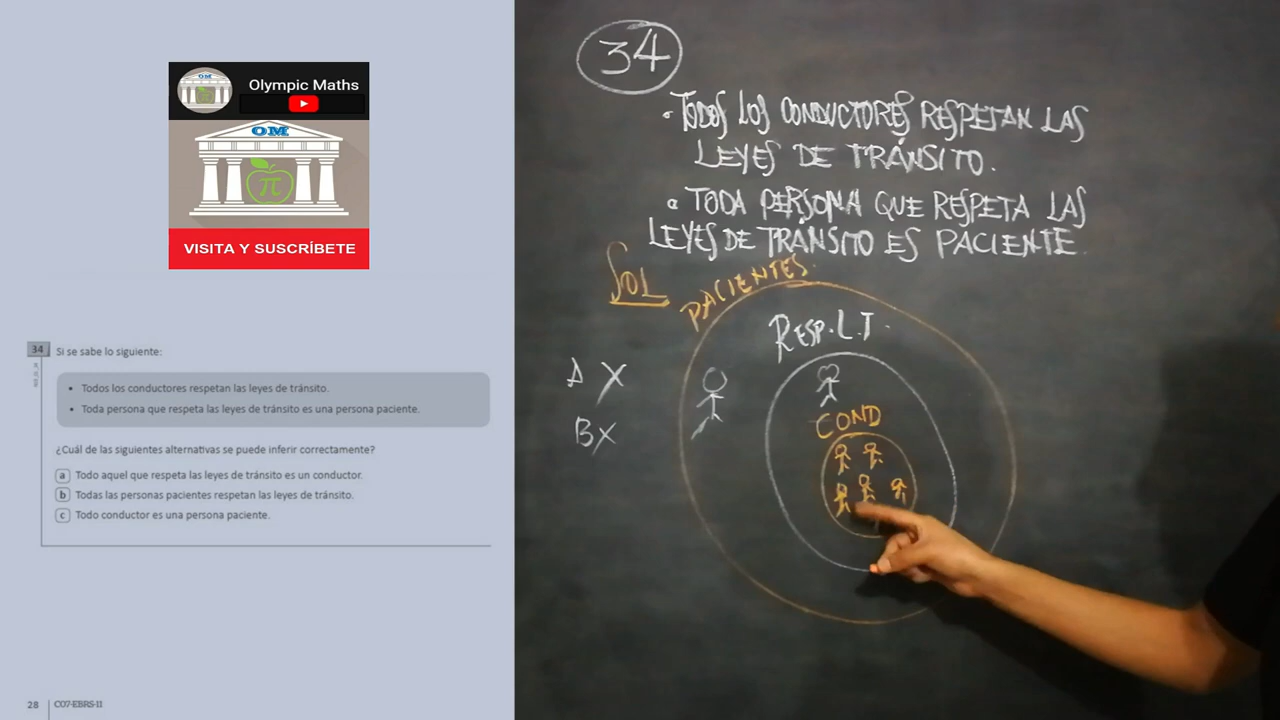 OM
Olympic Maths
OM
π
VISITA Y SUSCRÍBETE
34 Si se sabe lo siguiente:
• Todos los conductores respetan las leyes de tránsito.
• Toda persona que respeta las leyes de tránsito es una persona paciente.
¿Cuál de las siguientes alternativas se puede inferir correctamente?
a Todo aquel que respeta las leyes de tránsito es un conductor.
b Todas las personas pacientes respetan las leyes de tránsito.
c Todo conductor es una persona paciente.
28 C07-EBRS-11
34
• TODOS LOS CONDUCTORES RESPETAN LAS
LEYES DE TRÁNSITO.
• TODA PERSONA QUE RESPETA LAS
LEYES DE TRÁNSITO ES PACIENTE.
SOL
PACIENTES.
RESP. L.T.
A X
COND
B X